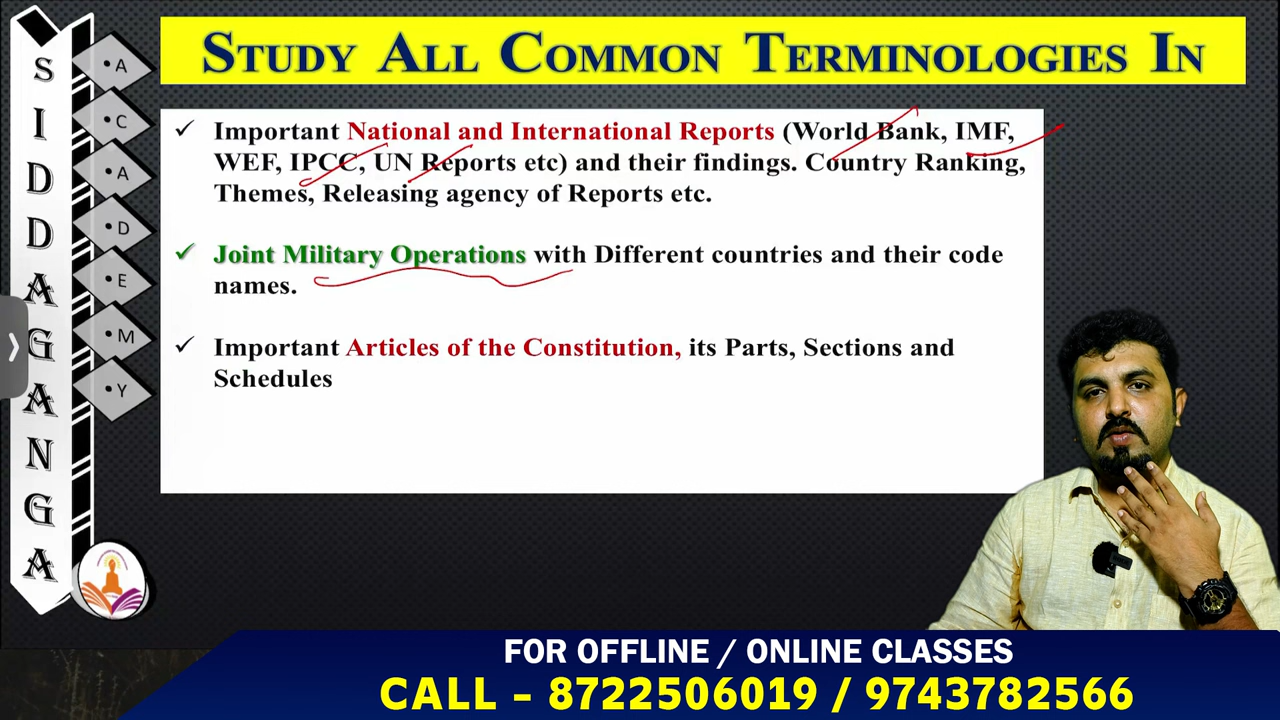 STUDY ALL COMMON TERMINOLOGIES IN
✓ Important National and International Reports (World Bank, IMF,
WEF, IPCC, UN Reports etc) and their findings. Country Ranking,
Themes, Releasing agency of Reports etc.
✓ Joint Military Operations with Different countries and their code
names.
✓ Important Articles of the Constitution, its Parts, Sections and
Schedules
SIDDAGANGA
• A
• C
• A
• D
• E
• M
• Y
FOR OFFLINE / ONLINE CLASSES
CALL - 8722506019 / 9743782566